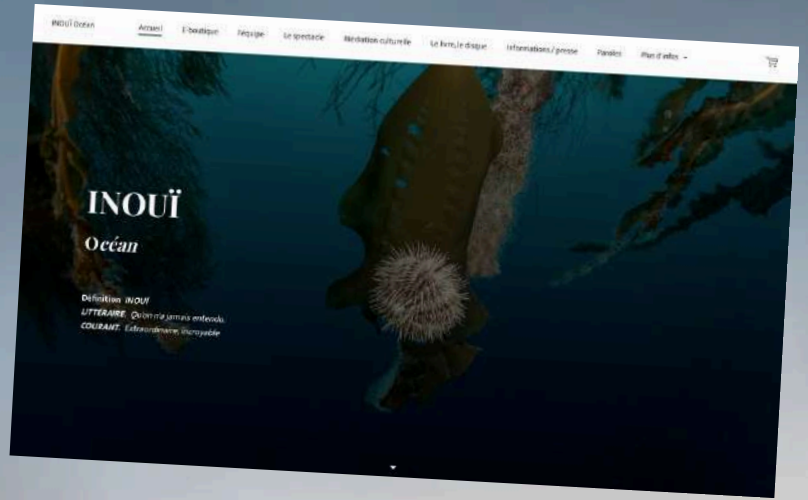 INOUÏ Océan
Accueil E-boutique l'équipe Le spectacle Médiation culturelle Le livre, le disque Informations / presse Paroles Plus d'infos
INOUÏ
Océan
Définition INOUÏ
LITTÉRAIRE. Qu'on n'a jamais entendu.
COURANT. Extraordinaire, incroyable